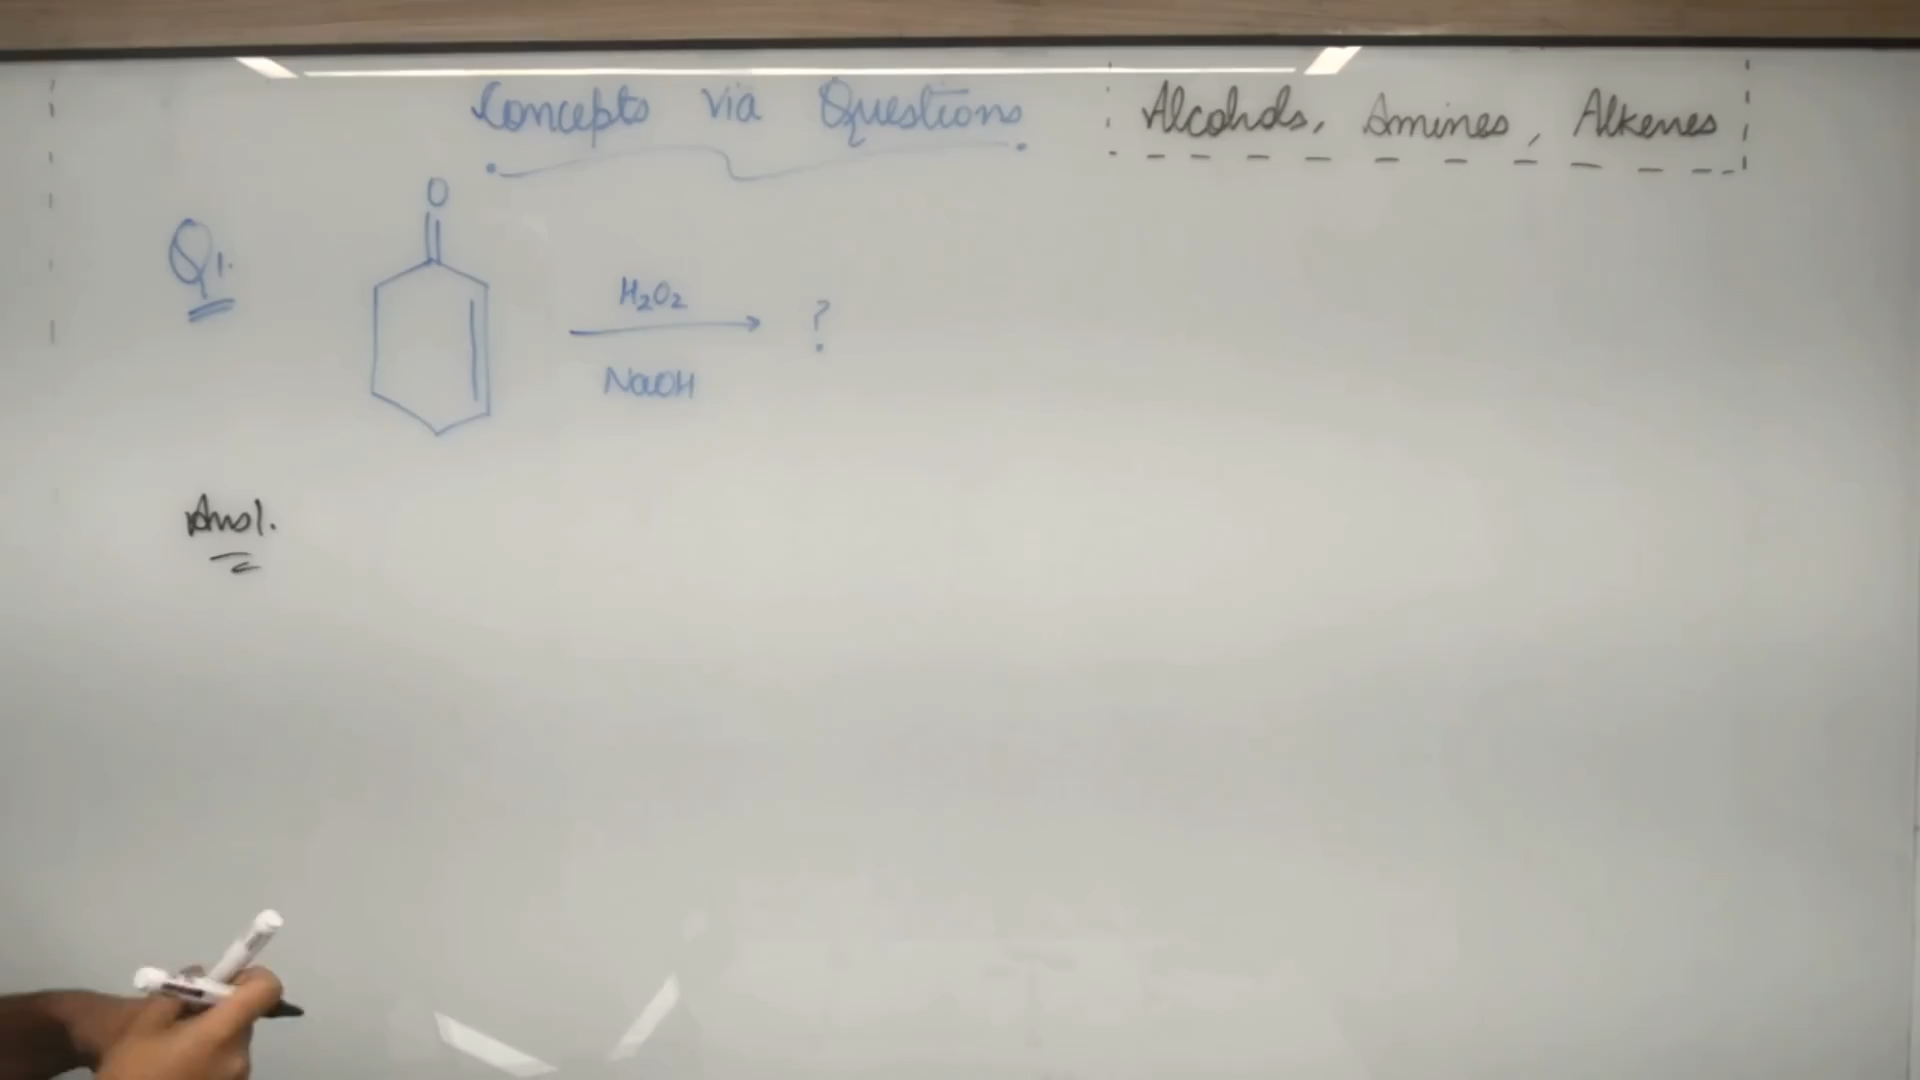 Concepts via Questions
Alcohols, Amines, Alkenes
Q1.
O
H₂O₂
NaOH
?
Ans1.